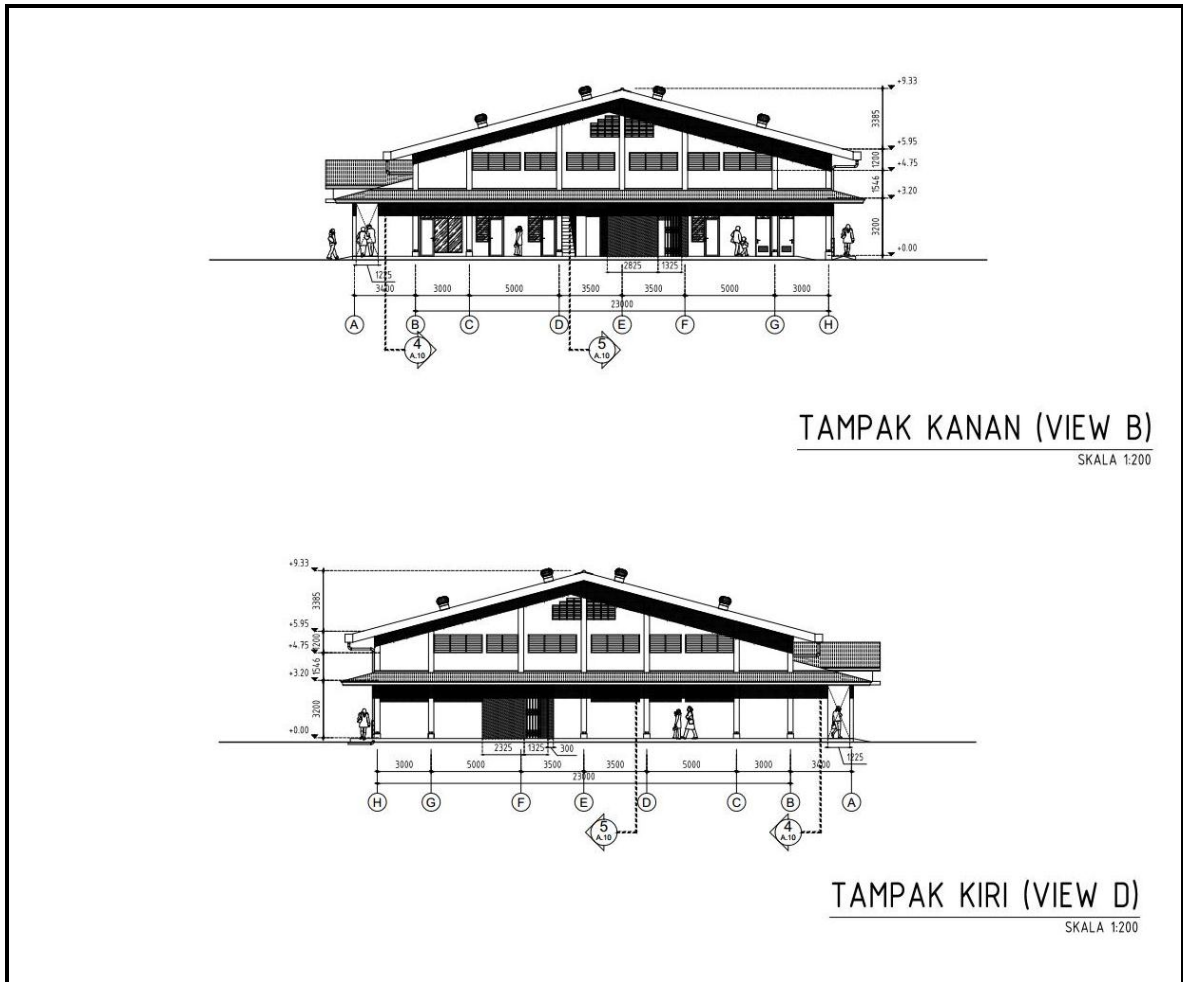 +9.33
3385
+5.95
1200
+4.75
1546
+3.20
3200
+0.00
2825 1325
1225
3400 3000 5000 3500 3500 5000 3000
23000
A B C D E F G H
4
A.10
5
A.10
TAMPAK KANAN (VIEW B)
SKALA 1:200
+9.33
3385
+5.95
1200
+4.75
1546
+3.20
3200
+0.00
2325 1325 300
1225
3000 5000 3500 3500 5000 3000 3400
23000
H G F E D C B A
5
A.10
4
A.10
TAMPAK KIRI (VIEW D)
SKALA 1:200